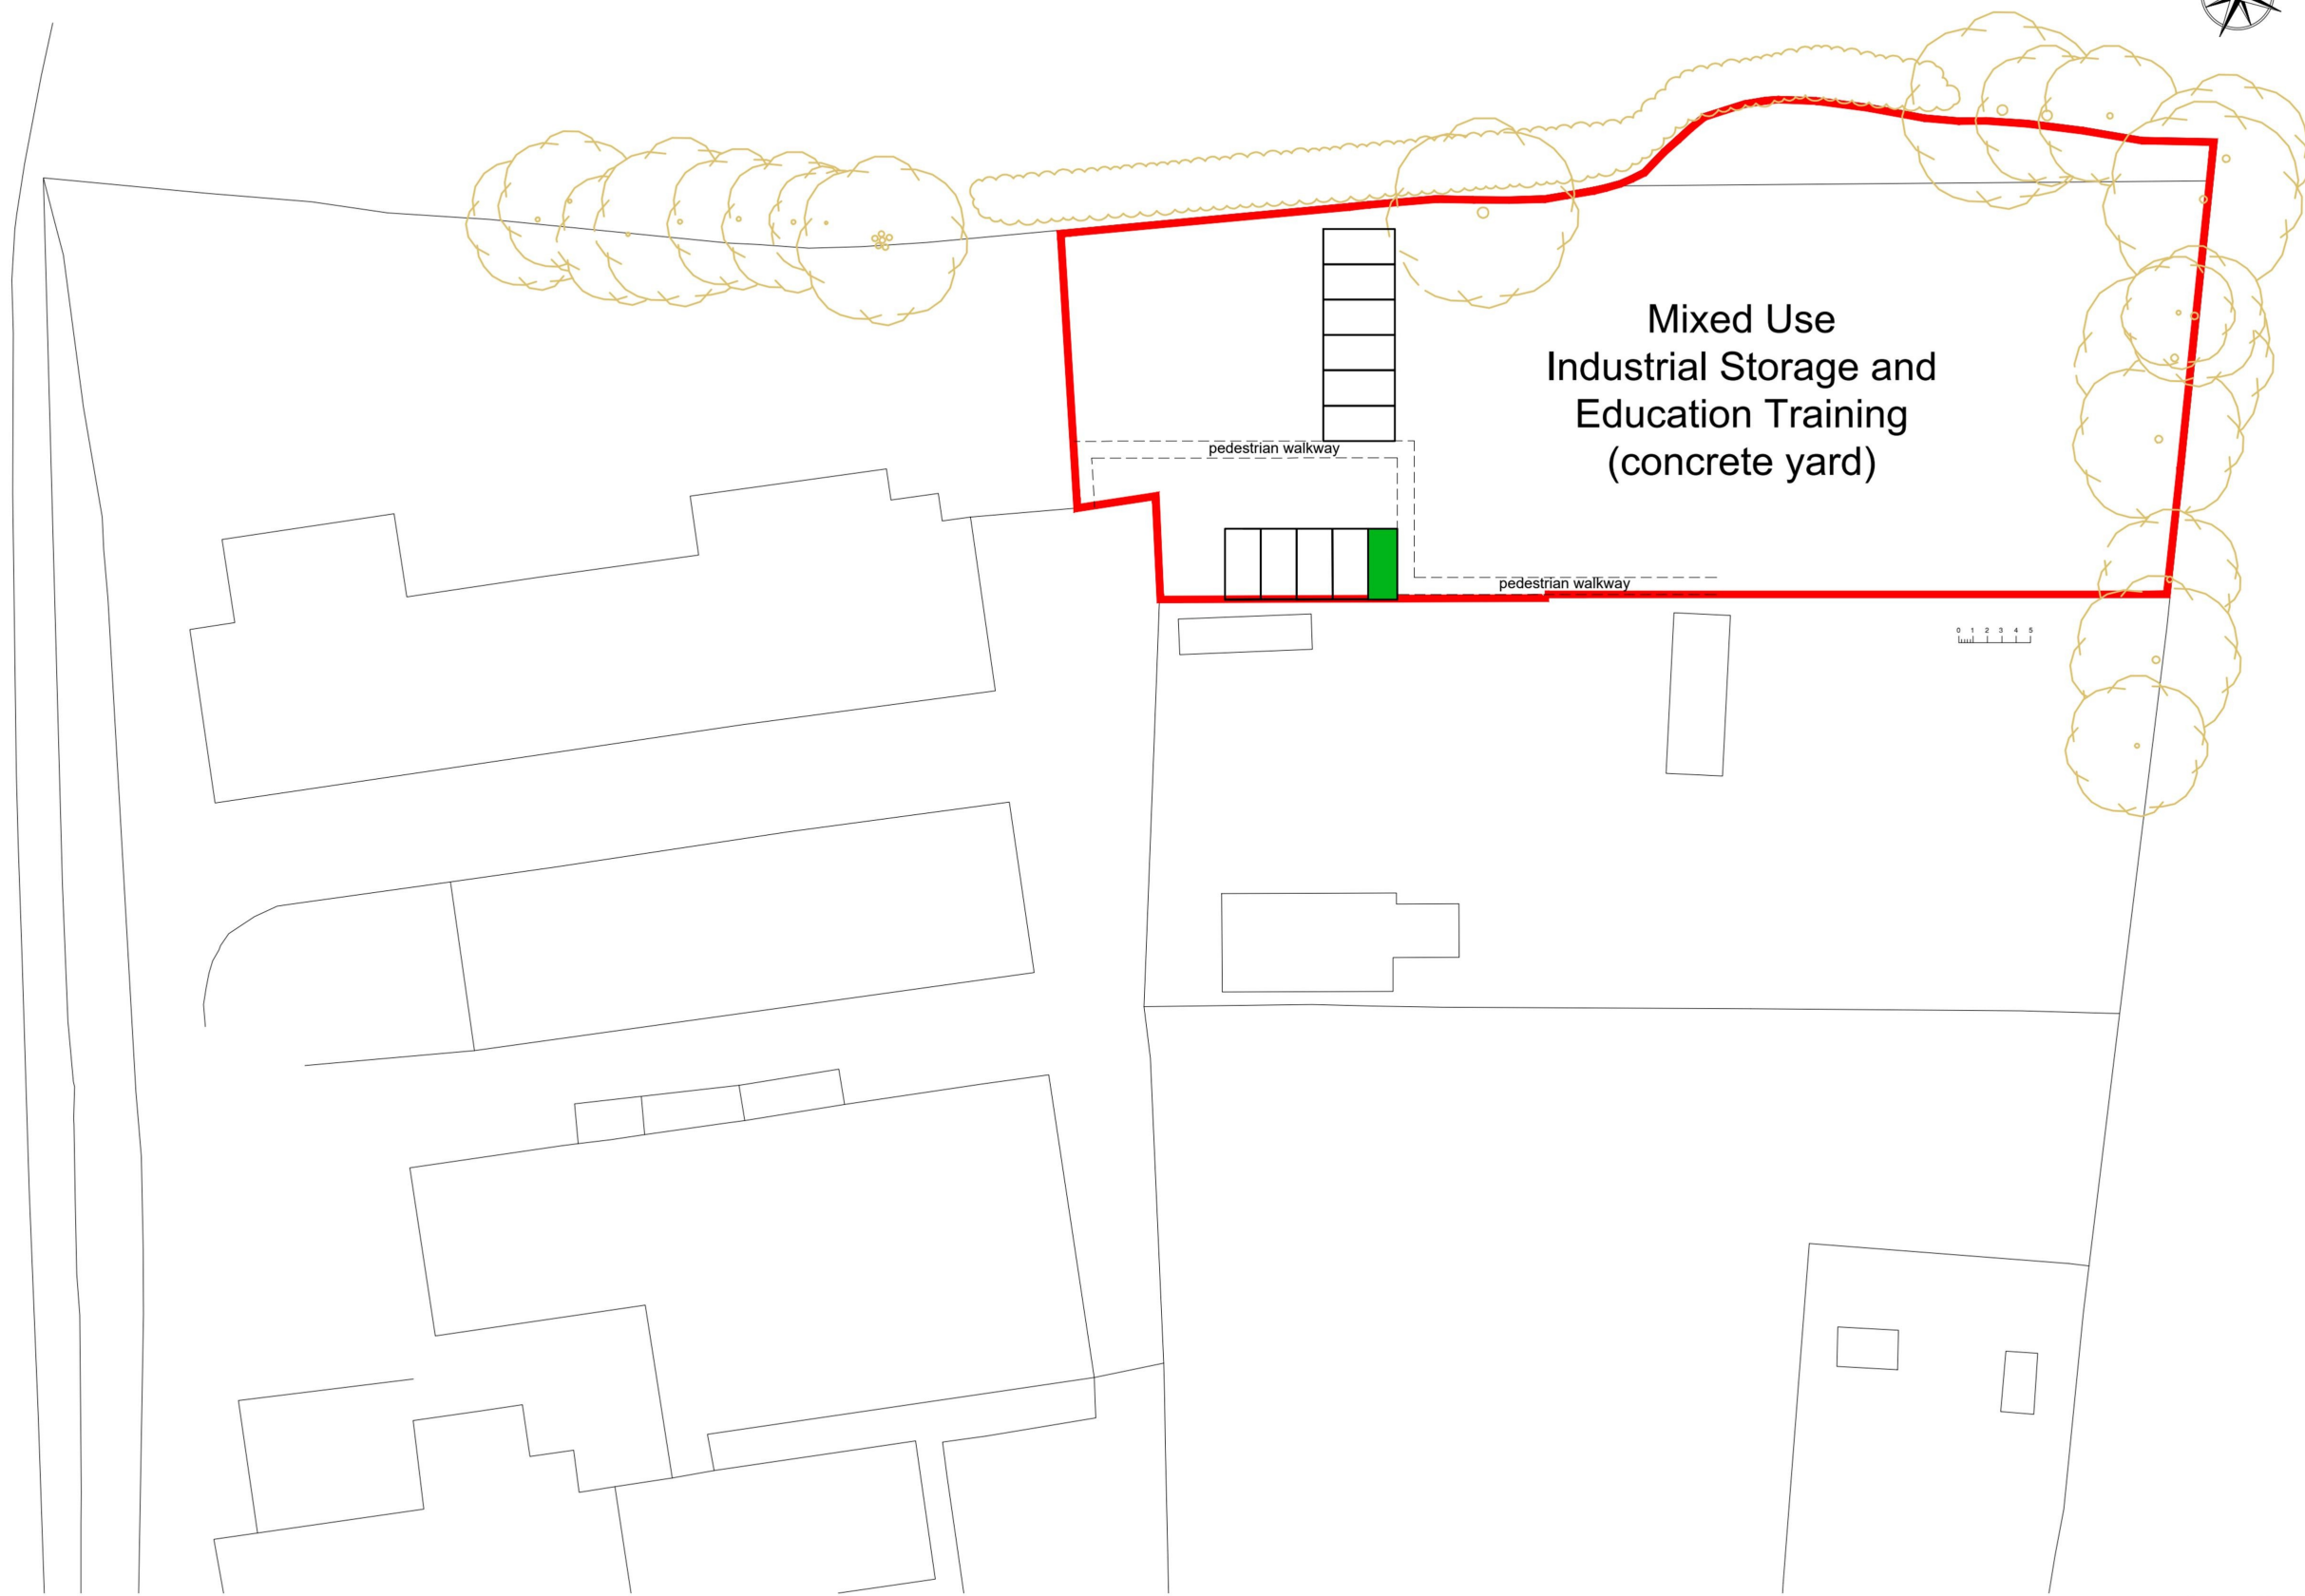 Mixed Use
Industrial Storage and
Education Training
(concrete yard)
pedestrian walkway
pedestrian walkway
0 1 2 3 4 5